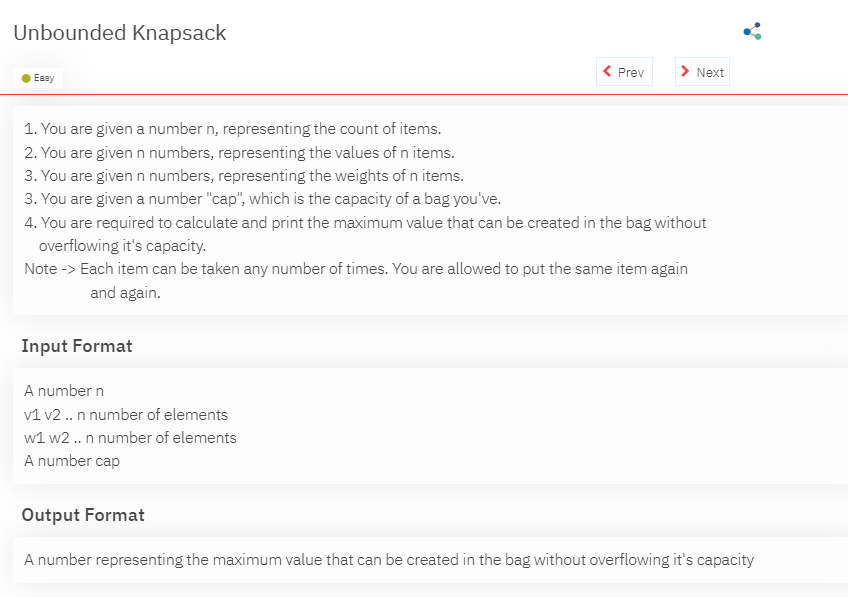 Unbounded Knapsack
Easy
Prev
Next
1. You are given a number n, representing the count of items.
2. You are given n numbers, representing the values of n items.
3. You are given n numbers, representing the weights of n items.
3. You are given a number "cap", which is the capacity of a bag you've.
4. You are required to calculate and print the maximum value that can be created in the bag without
overflowing it's capacity.
Note -> Each item can be taken any number of times. You are allowed to put the same item again
and again.
Input Format
A number n
v1 v2 .. n number of elements
w1 w2 .. n number of elements
A number cap
Output Format
A number representing the maximum value that can be created in the bag without overflowing it's capacity